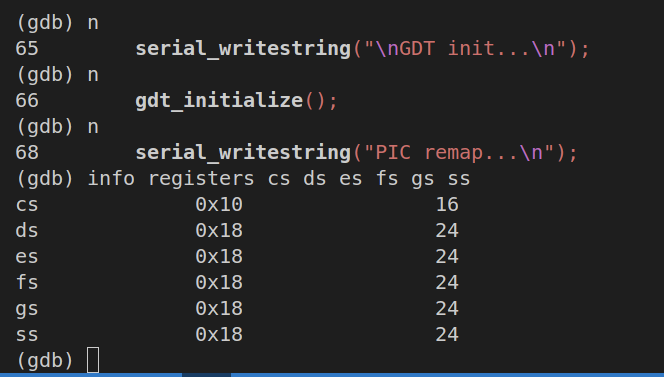 (gdb) n
65 serial_writestring("\nGDT init...\n");
(gdb) n
66 gdt_initialize();
(gdb) n
68 serial_writestring("PIC remap...\n");
(gdb) info registers cs ds es fs gs ss
cs 0x10 16
ds 0x18 24
es 0x18 24
fs 0x18 24
gs 0x18 24
ss 0x18 24
(gdb)